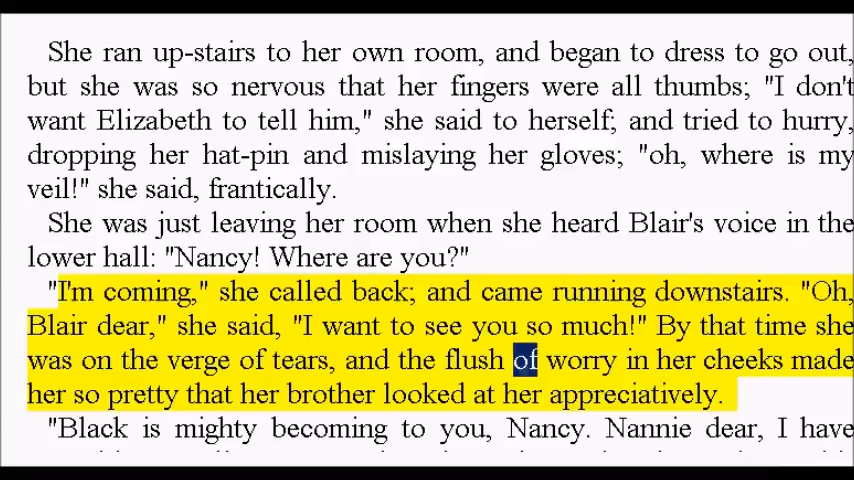 She ran up-stairs to her own room, and began to dress to go out,
but she was so nervous that her fingers were all thumbs; "I don't
want Elizabeth to tell him," she said to herself; and tried to hurry,
dropping her hat-pin and mislaying her gloves; "oh, where is my
veil!" she said, frantically.
She was just leaving her room when she heard Blair's voice in the
lower hall: "Nancy! Where are you?"
"I'm coming," she called back; and came running downstairs. "Oh,
Blair dear," she said, "I want to see you so much!" By that time she
was on the verge of tears, and the flush of worry in her cheeks made
her so pretty that her brother looked at her appreciatively.
"Black is mighty becoming to you, Nancy. Nannie dear, I have